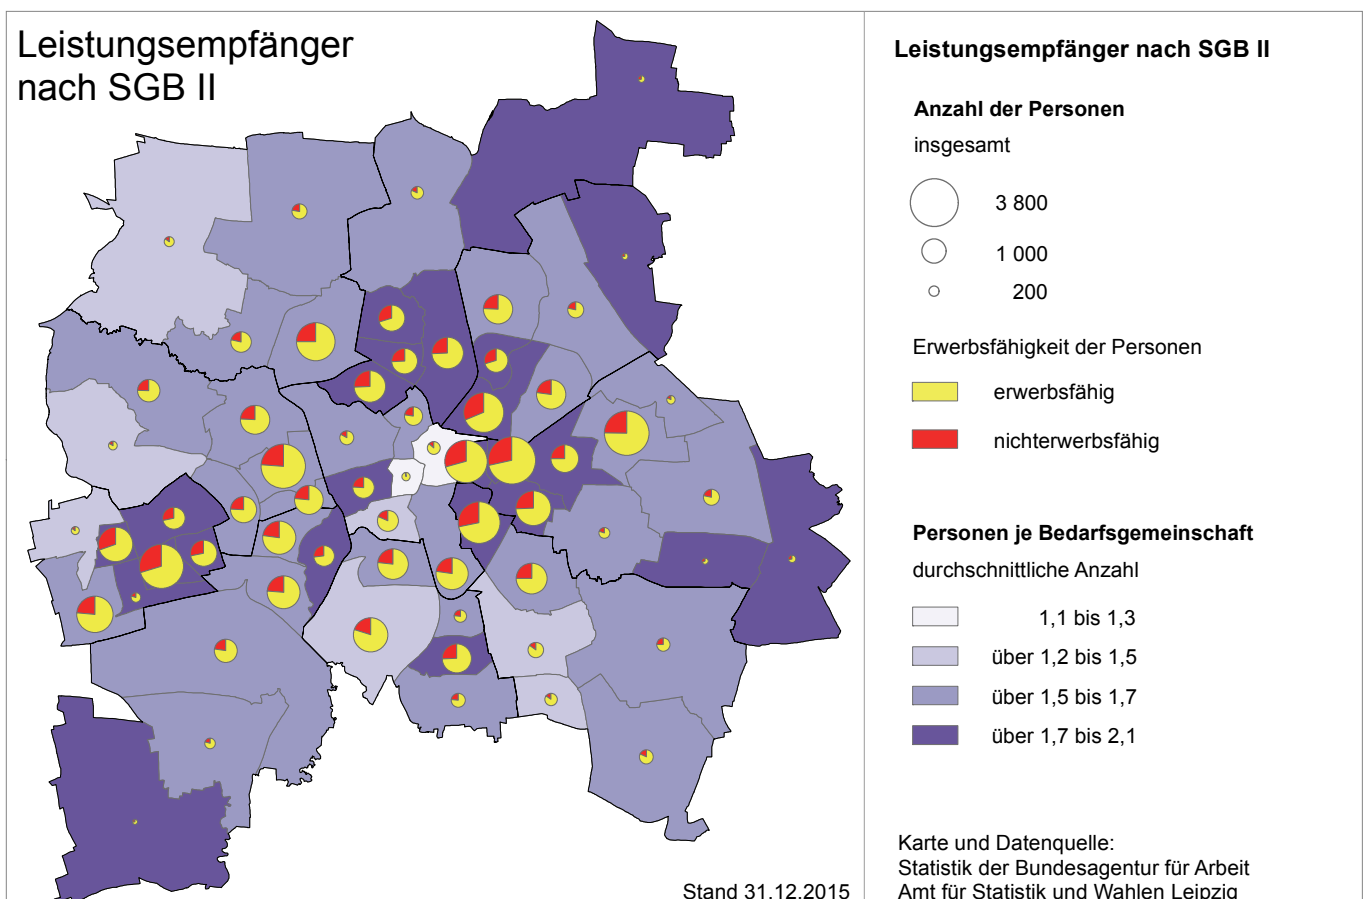 Leistungsempfänger
nach SGB II
Stand 31.12.2015
Leistungsempfänger nach SGB II
Anzahl der Personen
insgesamt
3 800
1 000
200
Erwerbsfähigkeit der Personen
erwerbsfähig
nichterwerbsfähig
Personen je Bedarfsgemeinschaft
durchschnittliche Anzahl
1,1 bis 1,3
über 1,2 bis 1,5
über 1,5 bis 1,7
über 1,7 bis 2,1
Karte und Datenquelle:
Statistik der Bundesagentur für Arbeit
Amt für Statistik und Wahlen Leipzig